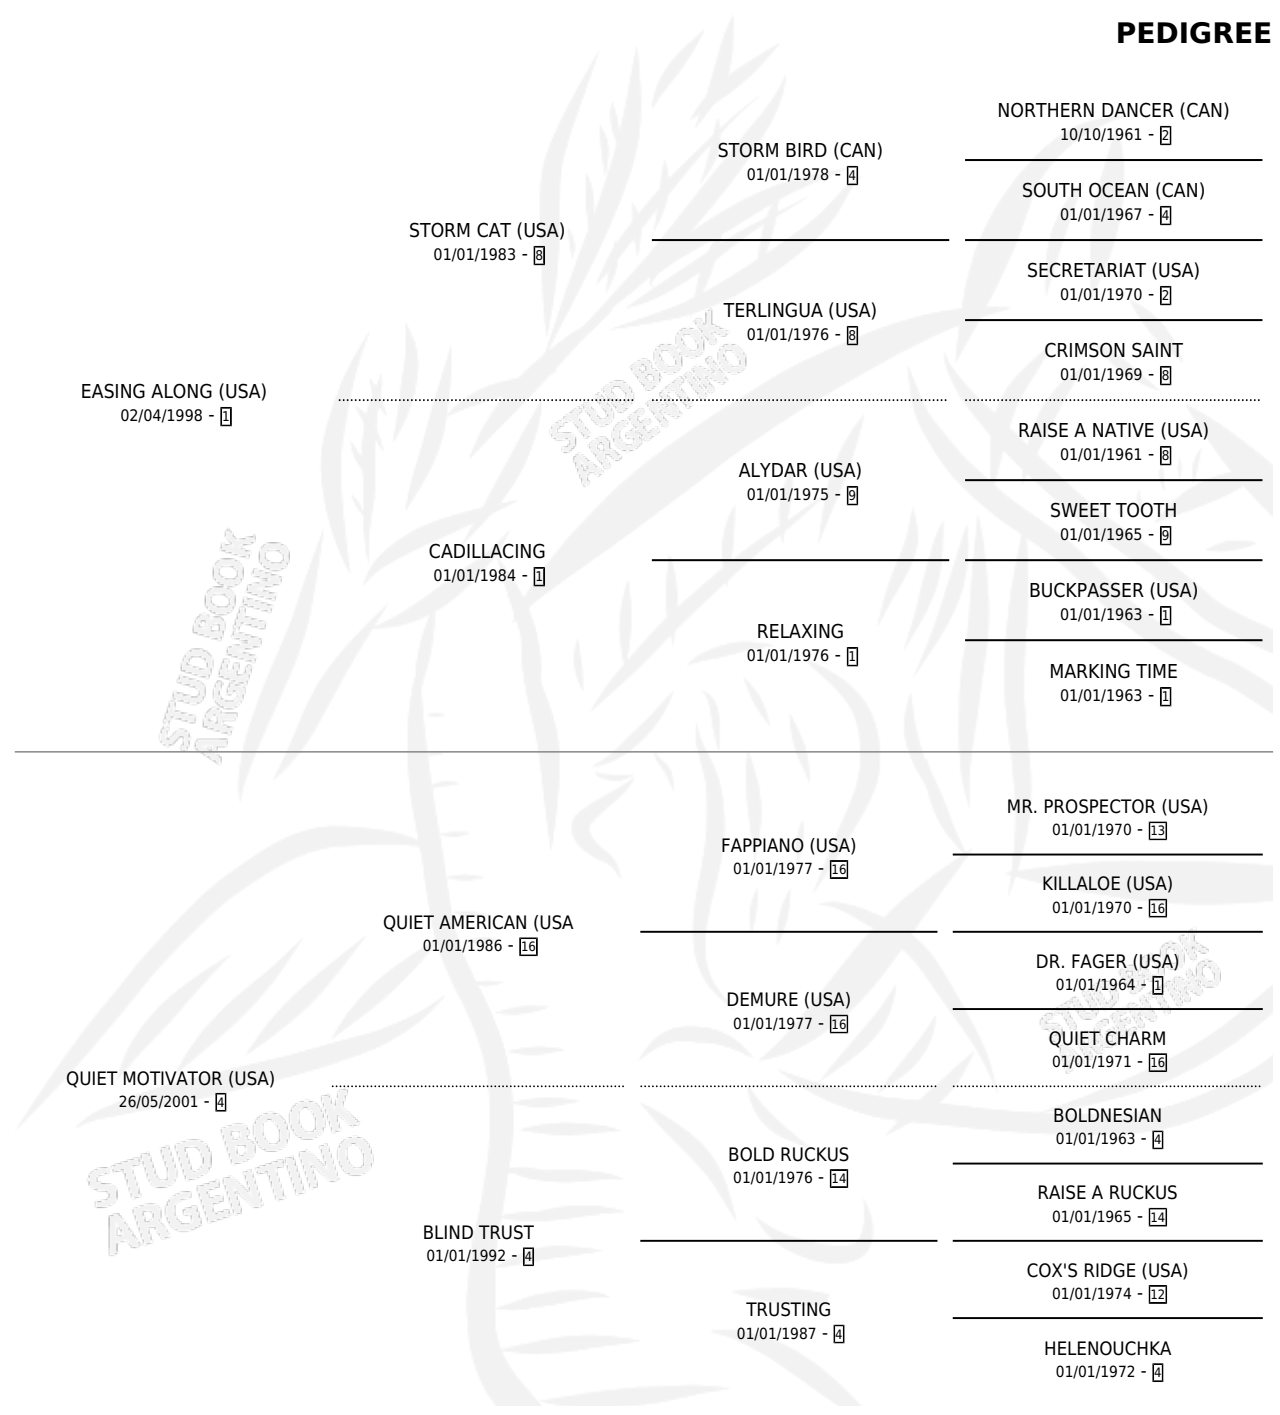 PEDIGREE
NORTHERN DANCER (CAN)
10/10/1961 - 2
STORM BIRD (CAN)
01/01/1978 - 4
SOUTH OCEAN (CAN)
01/01/1967 - 4
STORM CAT (USA)
01/01/1983 - 8
SECRETARIAT (USA)
01/01/1970 - 2
TERLINGUA (USA)
01/01/1976 - 8
CRIMSON SAINT
01/01/1969 - 8
EASING ALONG (USA)
02/04/1998 - 1
RAISE A NATIVE (USA)
01/01/1961 - 8
ALYDAR (USA)
01/01/1975 - 9
SWEET TOOTH
01/01/1965 - 9
CADILLACING
01/01/1984 - 1
BUCKPASSER (USA)
01/01/1963 - 1
RELAXING
01/01/1976 - 1
MARKING TIME
01/01/1963 - 1
MR. PROSPECTOR (USA)
01/01/1970 - 13
FAPPIANO (USA)
01/01/1977 - 16
KILLALOE (USA)
01/01/1970 - 16
QUIET AMERICAN (USA
01/01/1986 - 16
DR. FAGER (USA)
01/01/1964 - 1
DEMURE (USA)
01/01/1977 - 16
QUIET CHARM
01/01/1971 - 16
QUIET MOTIVATOR (USA)
26/05/2001 - 4
BOLDNESIAN
01/01/1963 - 4
BOLD RUCKUS
01/01/1976 - 14
RAISE A RUCKUS
01/01/1965 - 14
BLIND TRUST
01/01/1992 - 4
COX'S RIDGE (USA)
01/01/1974 - 12
TRUSTING
01/01/1987 - 4
HELENOUCHKA
01/01/1972 - 4
STUD BOOK
ARGENTINO
STUD BOOK
ARGENTINO
STUD BOOK
ARGENTINO
STUD BOOK
ARGENTINO